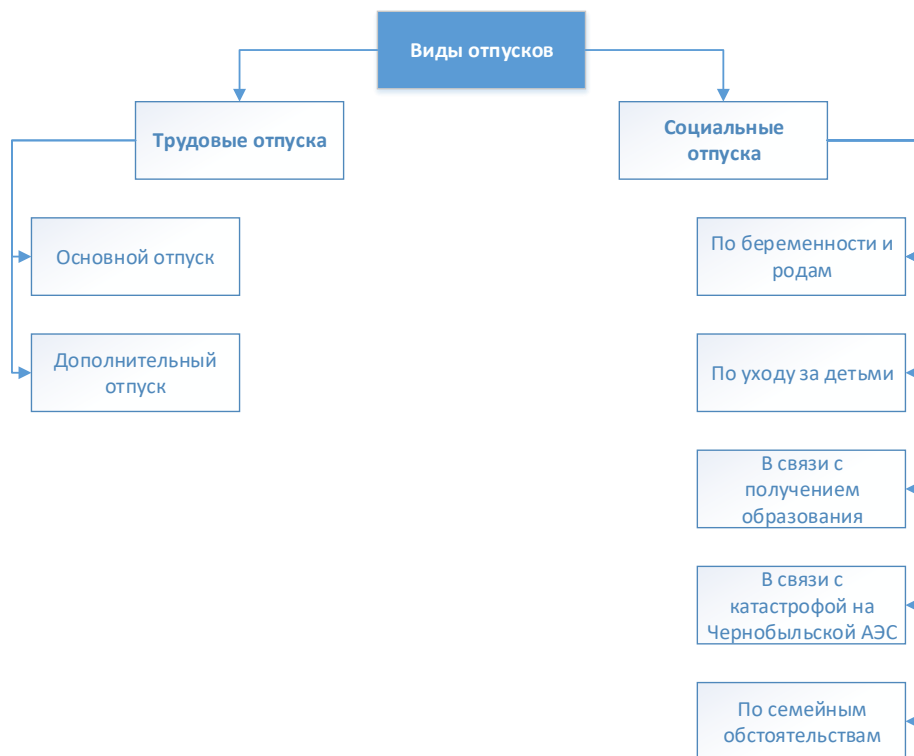 Виды отпусков
Трудовые отпуска
Социальные
отпуска
Основной отпуск
Дополнительный
отпуск
По беременности и
родам
По уходу за детьми
В связи с
получением
образования
В связи с
катастрофой на
Чернобыльской АЭС
По семейным
обстоятельствам